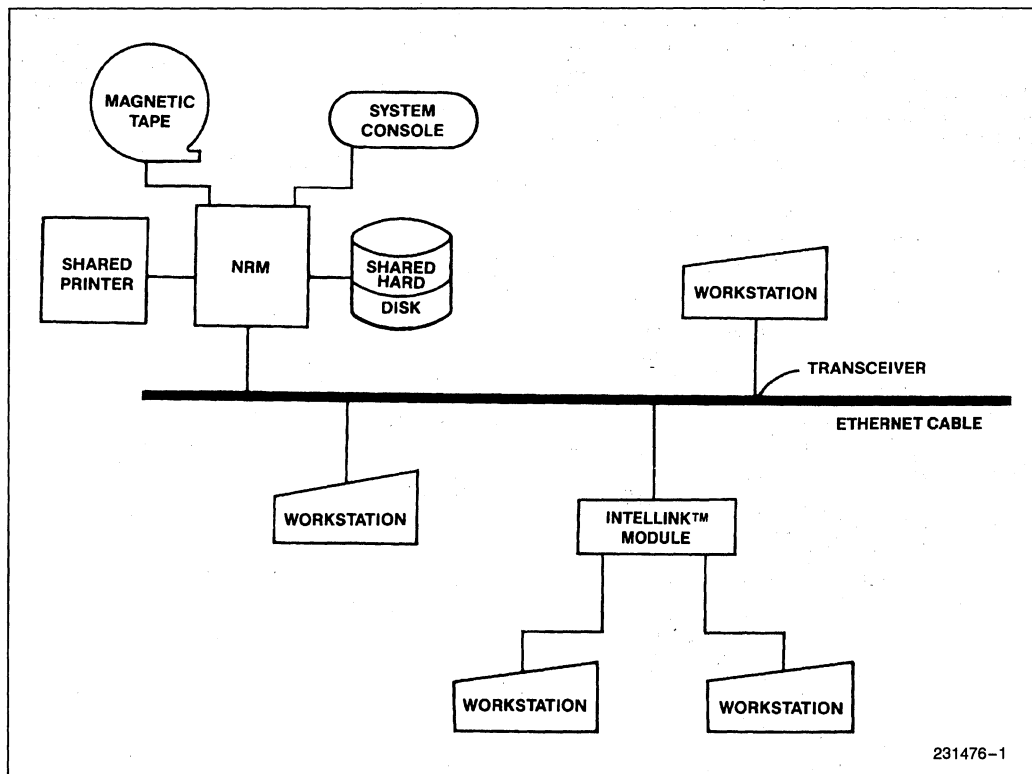 MAGNETIC
TAPE
SYSTEM
CONSOLE
SHARED
PRINTER
NRM
SHARED
HARD
DISK
WORKSTATION
TRANSCEIVER
ETHERNET CABLE
WORKSTATION
INTELLINK™
MODULE
WORKSTATION
WORKSTATION
231476-1